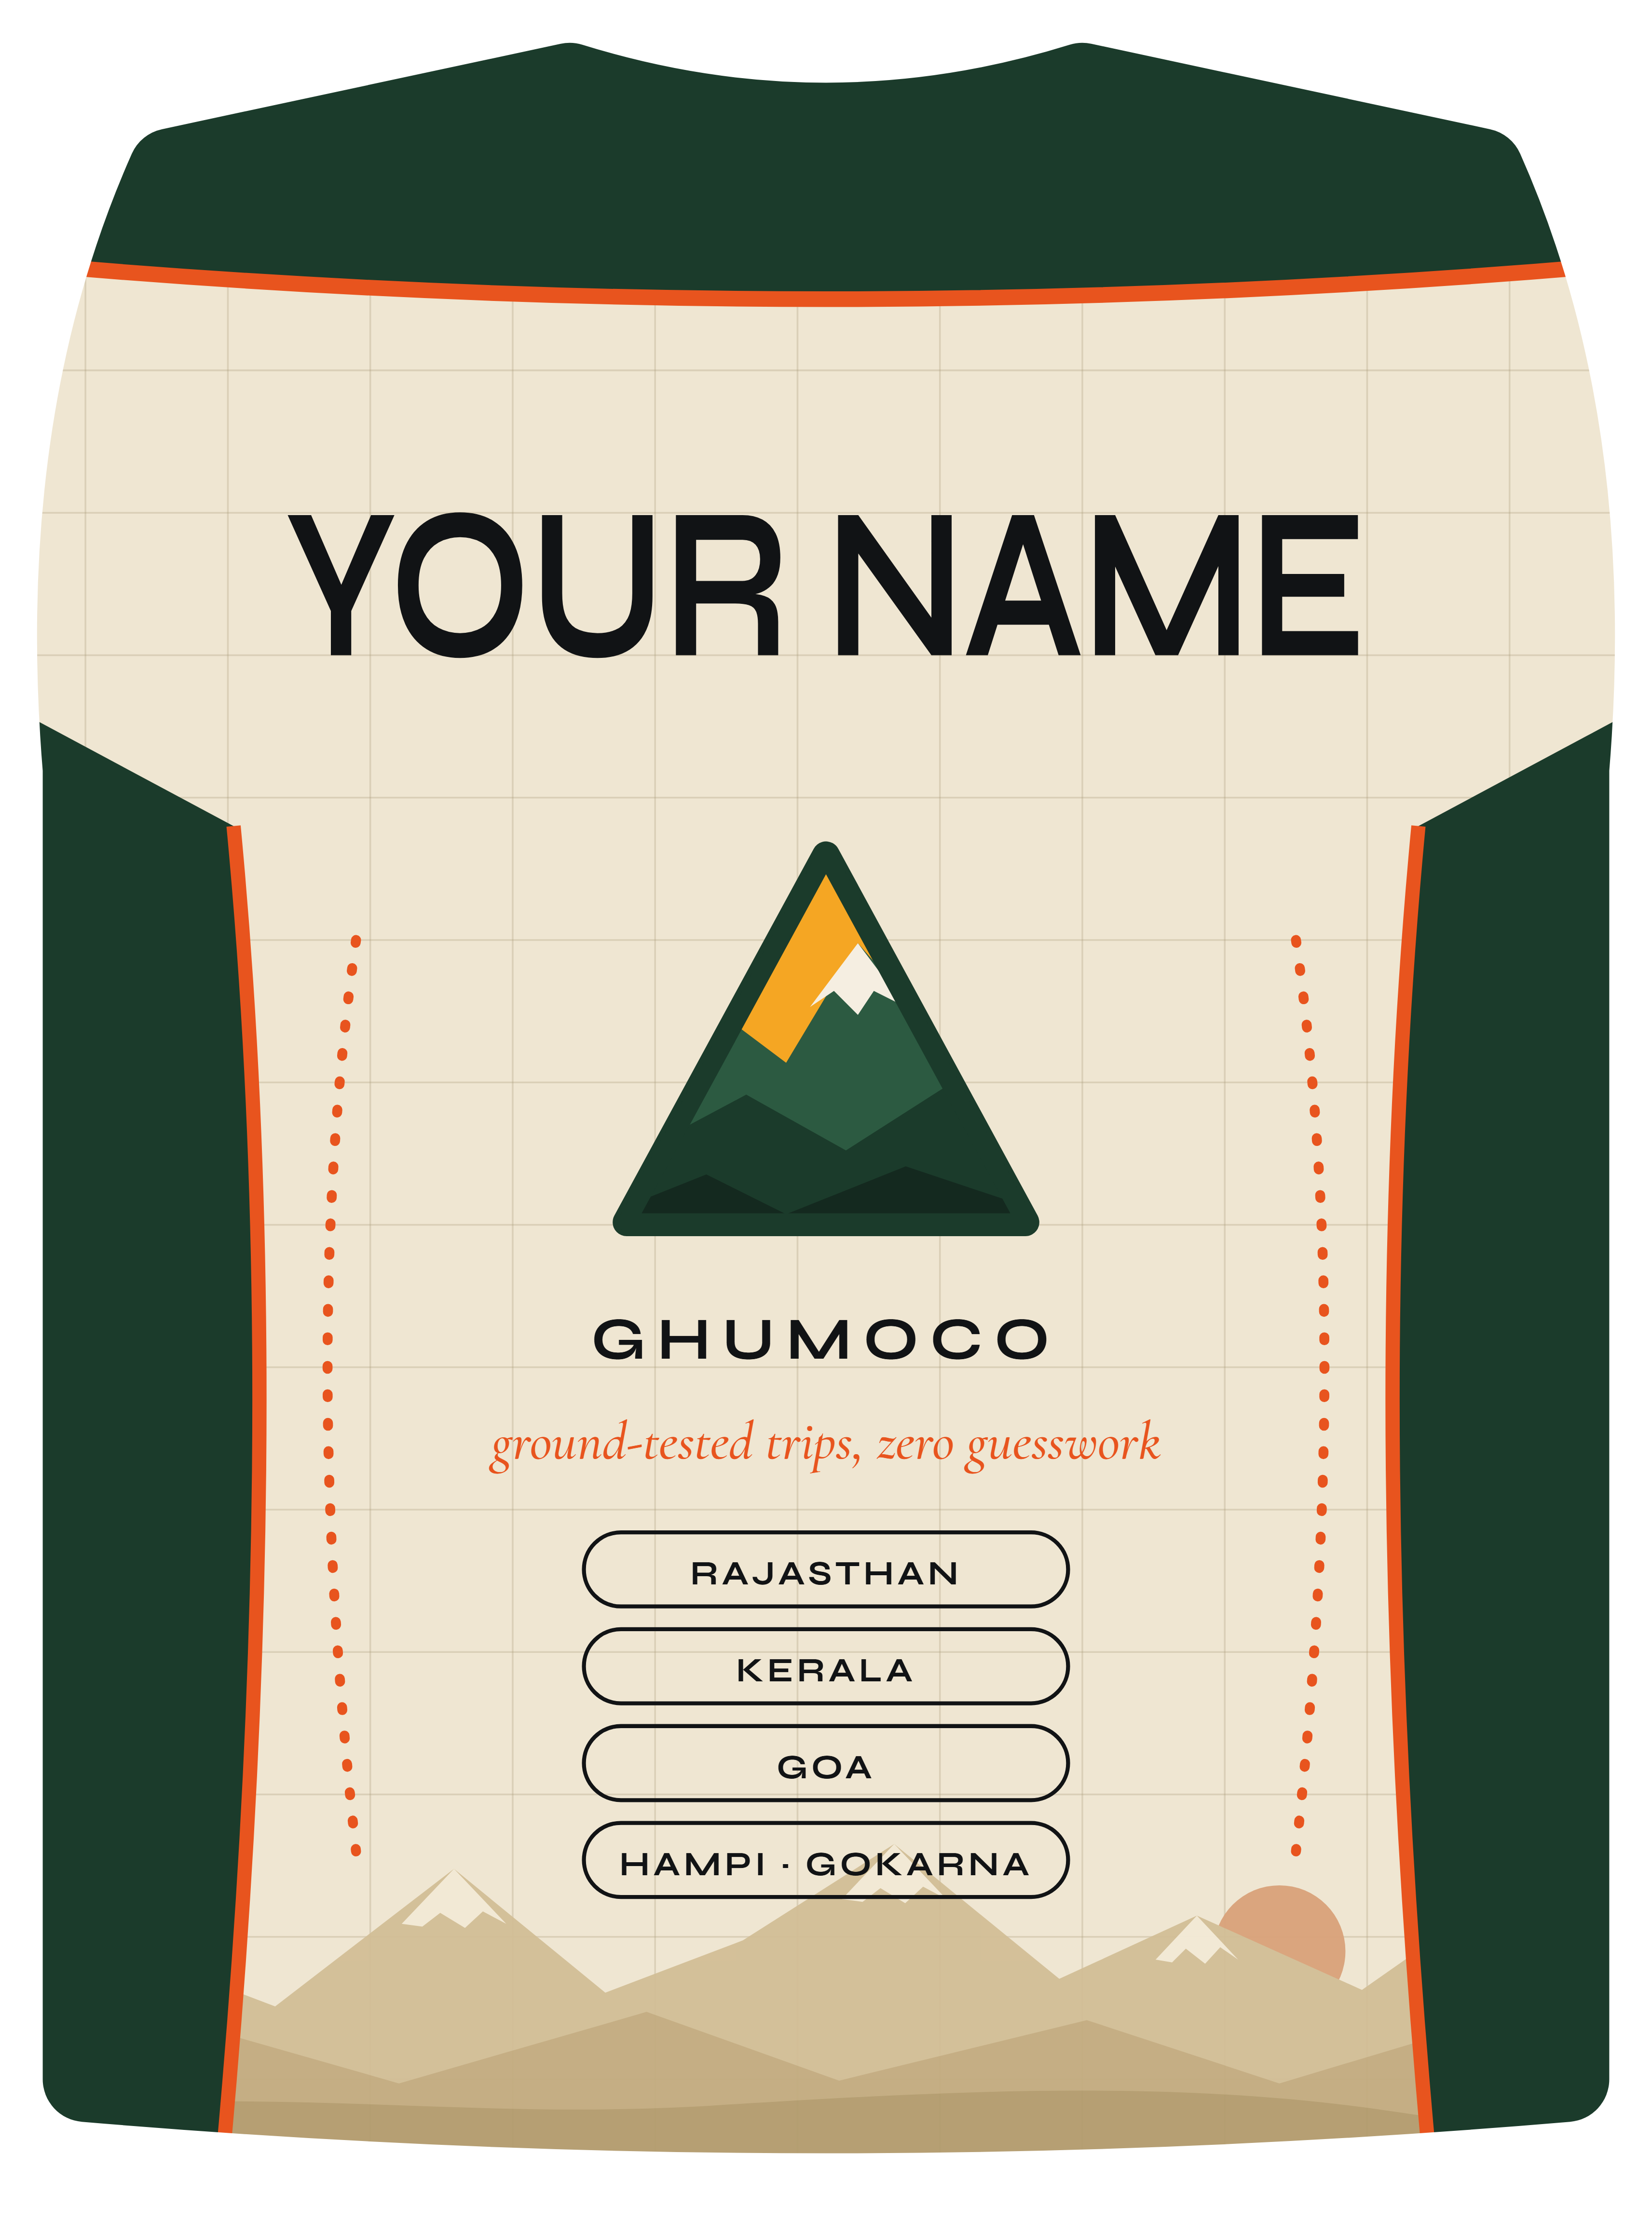 YOUR NAME
GHUMOCO
ground-tested trips, zero guesswork
RAJASTHAN
KERALA
GOA
HAMPI · GOKARNA